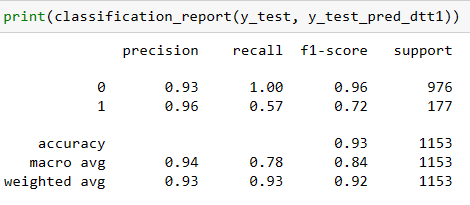 print(classification_report(y_test, y_test_pred_dtt1))
precision recall f1-score support
0 0.93 1.00 0.96 976
1 0.96 0.57 0.72 177
accuracy 0.93 1153
macro avg 0.94 0.78 0.84 1153
weighted avg 0.93 0.93 0.92 1153